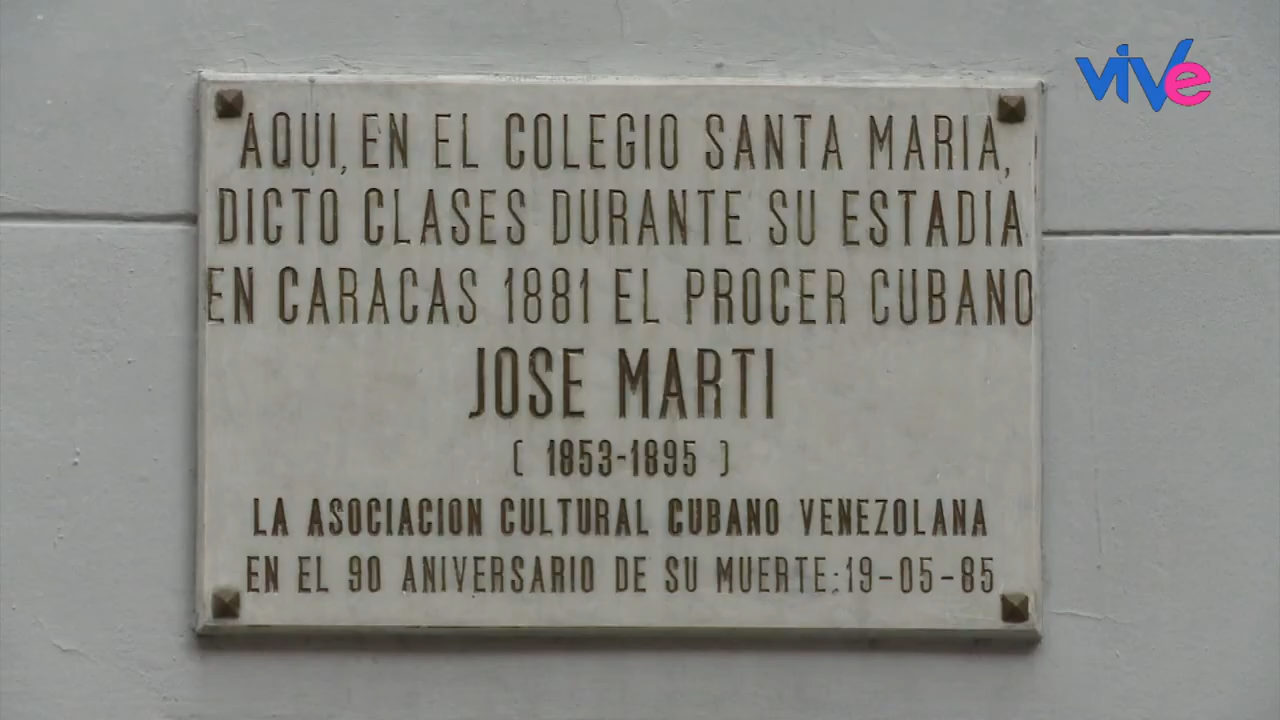 vive
AQUI, EN EL COLEGIO SANTA MARIA,
DICTO CLASES DURANTE SU ESTADIA
EN CARACAS 1881 EL PROCER CUBANO
JOSE MARTI
( 1853-1895 )
LA ASOCIACION CULTURAL CUBANO VENEZOLANA
EN EL 90 ANIVERSARIO DE SU MUERTE: 19-05-85